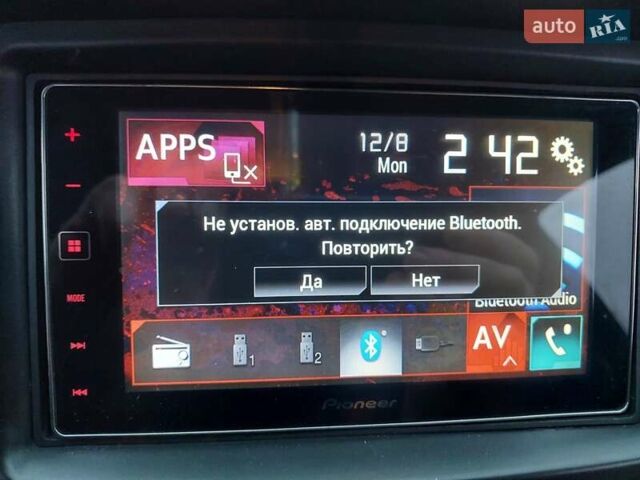 auto RIA .com
APPS
12/8
Mon
2 42
Не установ. авт. подключение Bluetooth.
Повторить?
Да
Нет
Bluetooth Audio
1
2
AV
MODE
Pioneer